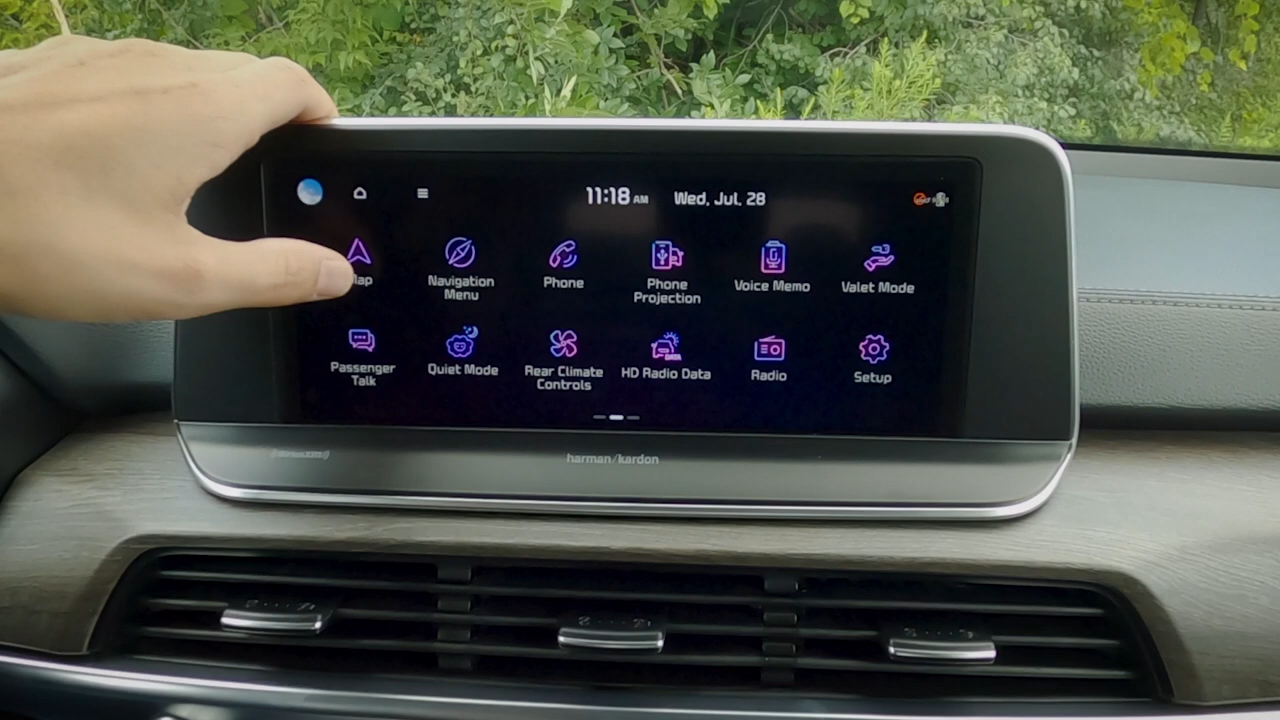 11:18 AM Wed, Jul. 28
Navigation
Menu
Phone
Phone
Projection
Voice Memo
Valet Mode
Passenger
Talk
Quiet Mode
Rear Climate
Controls
DATA
HD Radio Data
Radio
Setup
harman/kardon